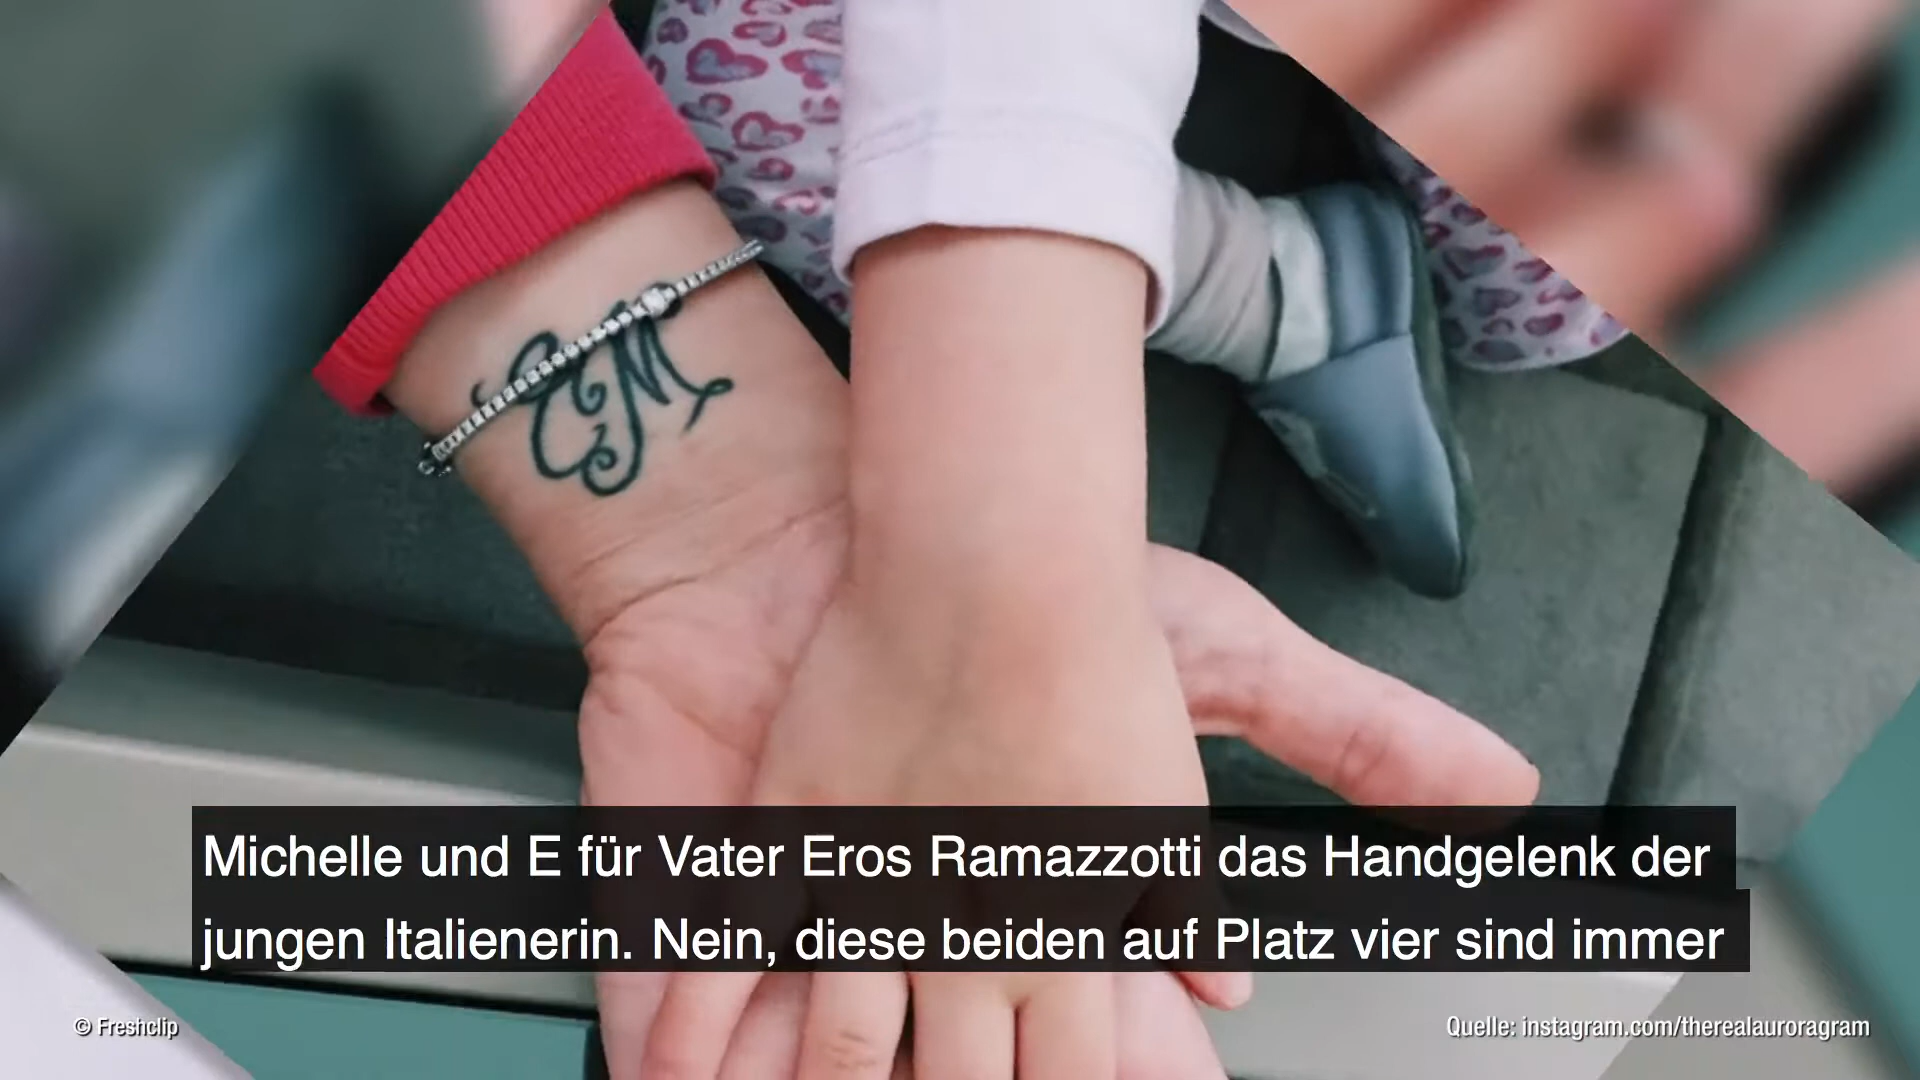 EM
Michelle und E für Vater Eros Ramazzotti das Handgelenk der
jungen Italienerin. Nein, diese beiden auf Platz vier sind immer
© Freshclip
Quelle: instagram.com/therealauroragram